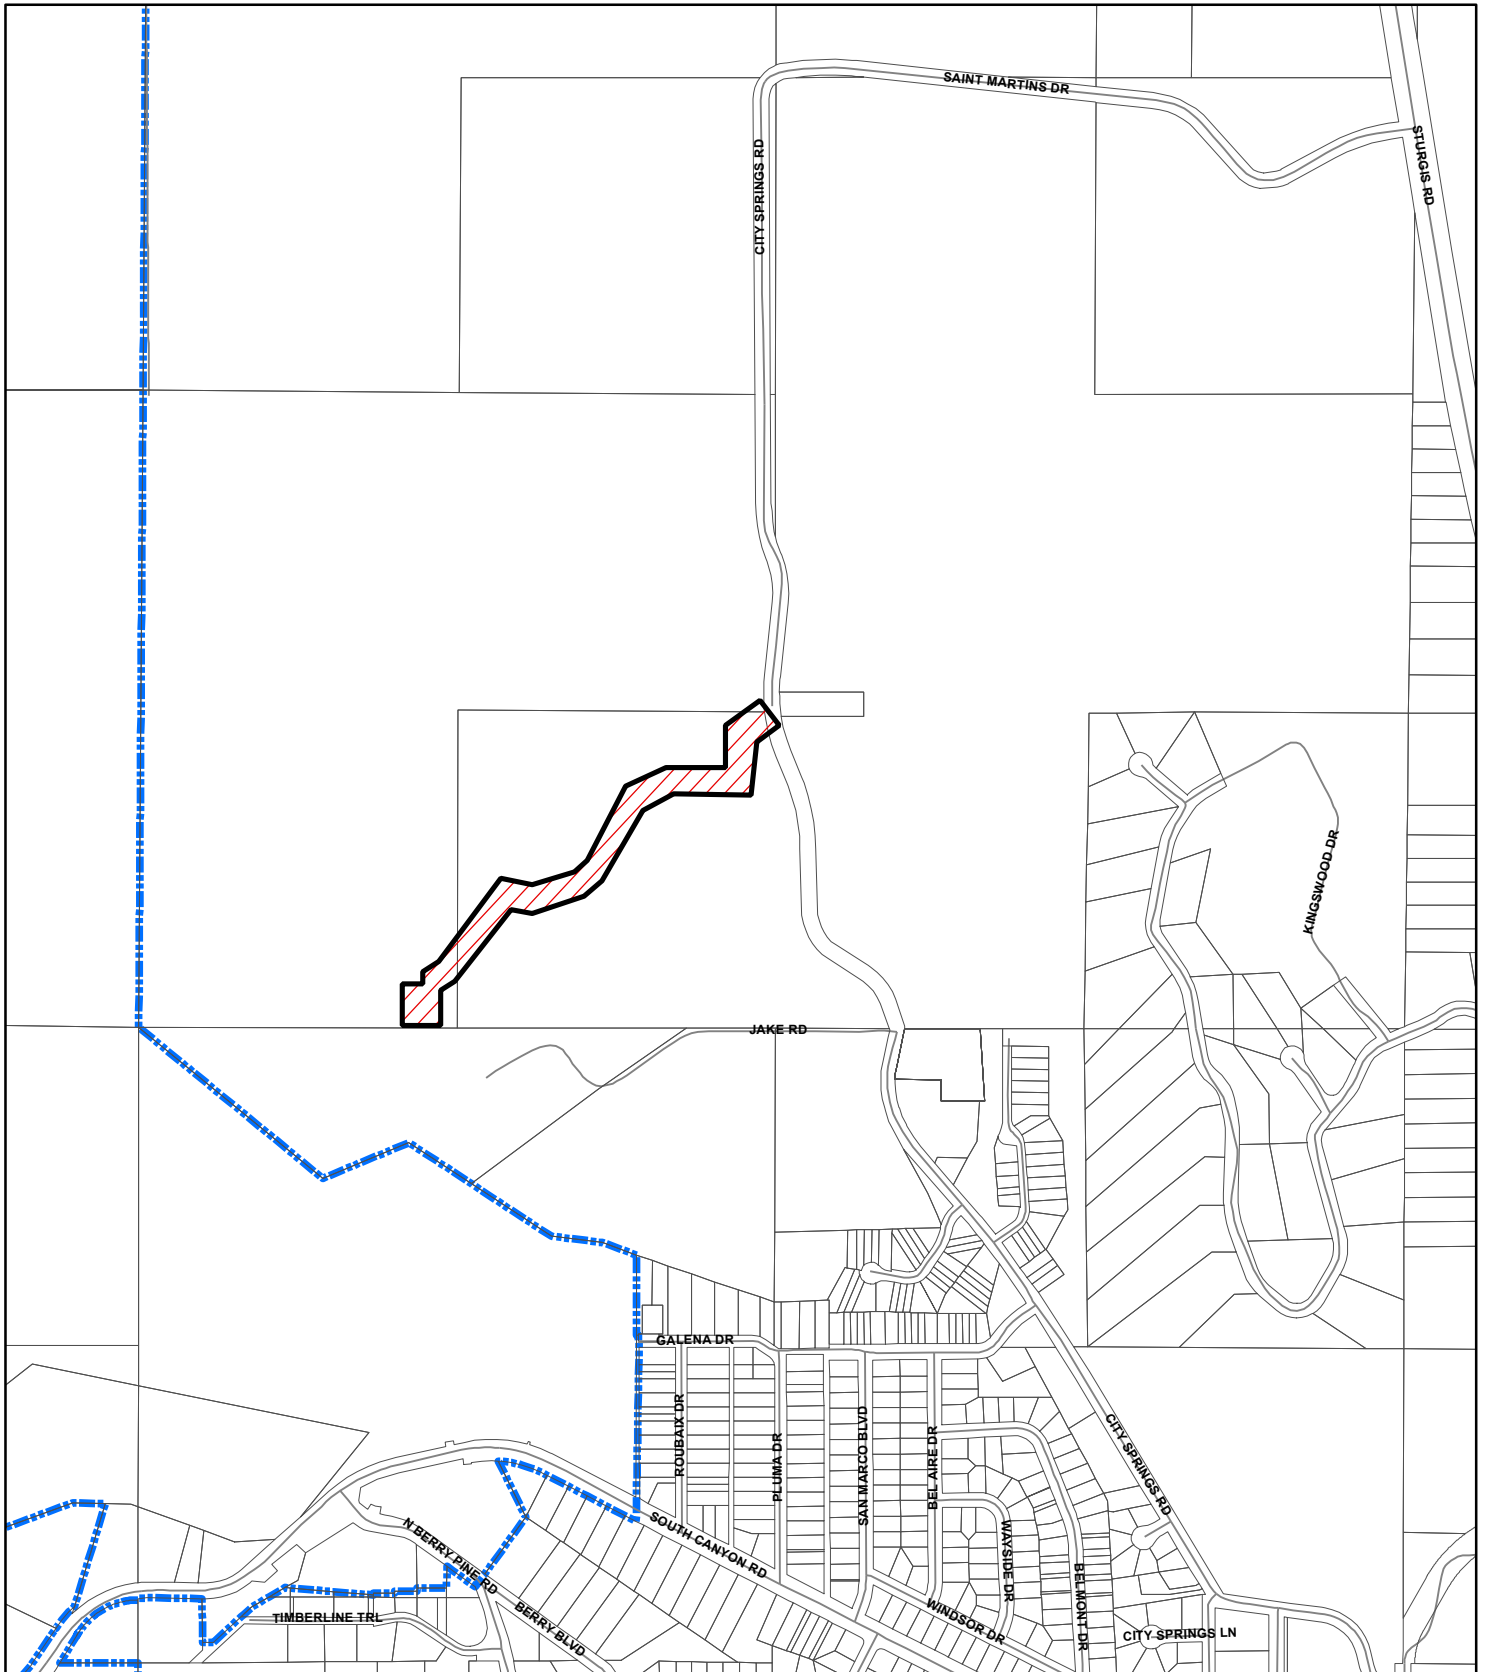 SAINT MARTINS DR
STURGIS RD
CITY SPRINGS RD
KINGSWOOD DR
JAKE RD
GALENA DR
ROUBAIX DR
PLUMA DR
SAN MARCO BLVD
BEL AIRE DR
CITY SPRINGS RD
SOUTH CANYON RD
N BERRY PINE RD
WAYSIDE DR
BELMONT DR
TIMBERLINE TRL
BERRY BLVD
WINDSOR DR
CITY SPRINGS LN